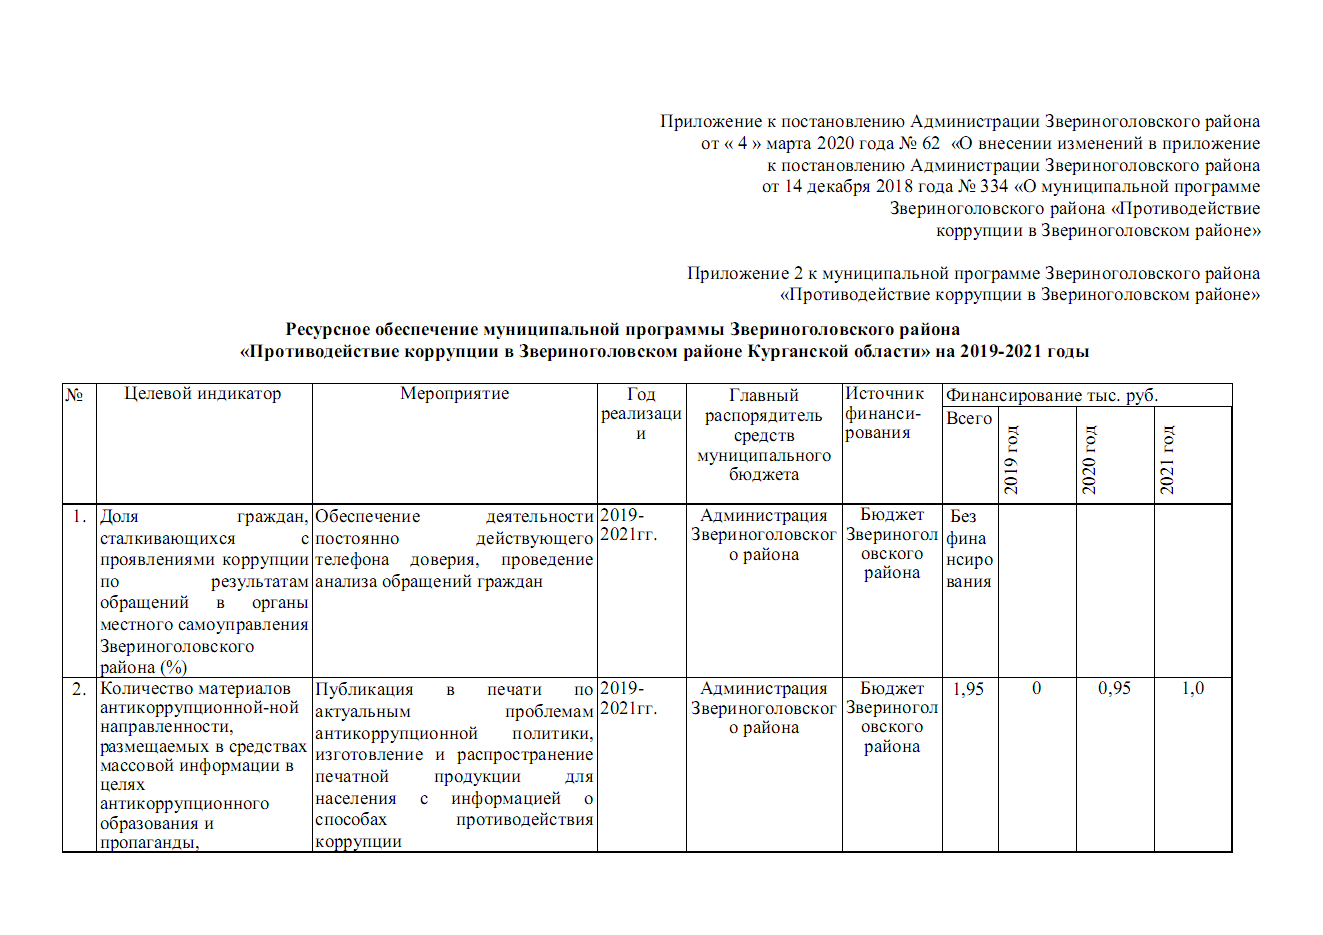 Приложение к постановлению Администрации Звериноголовского района
от « 4 » марта 2020 года № 62 «О внесении изменений в приложение
к постановлению Администрации Звериноголовского района
от 14 декабря 2018 года № 334 «О муниципальной программе
Звериноголовского района «Противодействие
коррупции в Звериноголовском районе»
Приложение 2 к муниципальной программе Звериноголовского района
«Противодействие коррупции в Звериноголовском районе»
Ресурсное обеспечение муниципальной программы Звериноголовского района
«Противодействие коррупции в Звериноголовском районе Курганской области» на 2019-2021 годы
№
Целевой индикатор
Мероприятие
Год
реализаци
и
Главный
распорядитель
средств
муниципального
бюджета
Источник
финанси-
рования
Финансирование тыс. руб.
Всего
2019 год
2020 год
2021 год
1.
Доля граждан,
сталкивающихся с
проявлениями коррупции
по результатам
обращений в органы
местного самоуправления
Звериноголовского
района (%)
Обеспечение деятельности
постоянно действующего
телефона доверия, проведение
анализа обращений граждан
2019-
2021гг.
Администрация
Звериноголовског
о района
Бюджет
Звериногол
овского
района
Без
фина
нсиро
вания
2.
Количество материалов
антикоррупционной-ной
направленности,
размещаемых в средствах
массовой информации в
целях
антикоррупционного
образования и
пропаганды,
Публикация в печати по
актуальным проблемам
антикоррупционной политики,
изготовление и распространение
печатной продукции для
населения с информацией о
способах противодействия
коррупции
2019-
2021гг.
Администрация
Звериноголовског
о района
Бюджет
Звериногол
овского
района
1,95
0
0,95
1,0